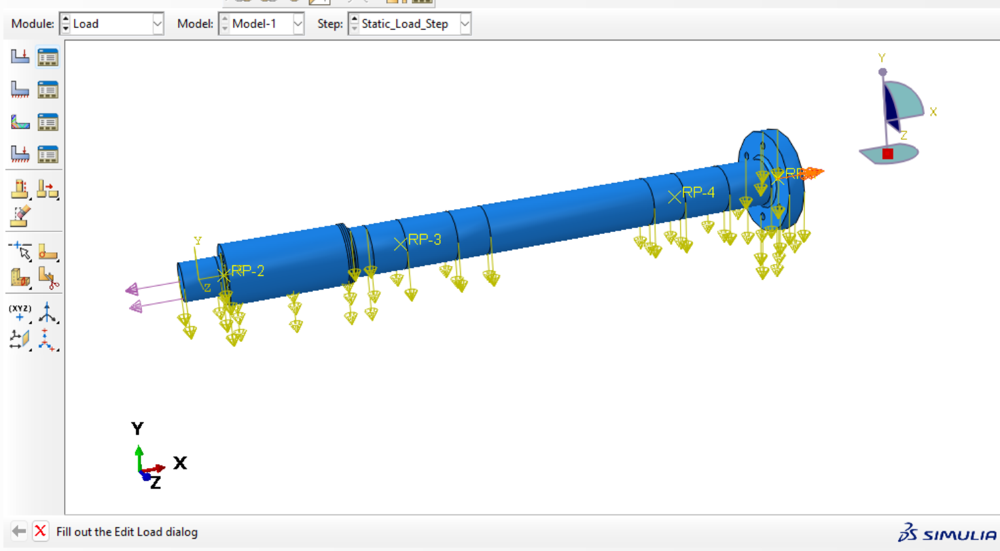 Module: Load Model: Model-1 Step: Static_Load_Step
Y
X
Z
RP-4
RP-3
Y
RP-2
Z
(XYZ)
Y
X
Z
Fill out the Edit Load dialog
SIMULIA